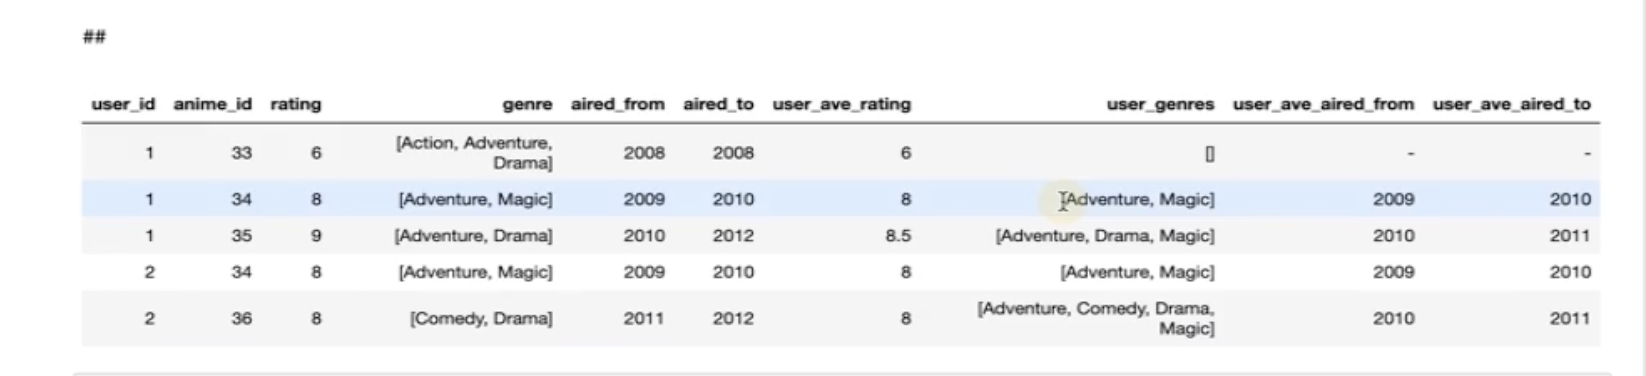 ##
user_id anime_id rating genre aired_from aired_to user_ave_rating user_genres user_ave_aired_from user_ave_aired_to
1 33 6 [Action, Adventure, Drama] 2008 2008 6 [] - -
1 34 8 [Adventure, Magic] 2009 2010 8 [Adventure, Magic] 2009 2010
1 35 9 [Adventure, Drama] 2010 2012 8.5 [Adventure, Drama, Magic] 2010 2011
2 34 8 [Adventure, Magic] 2009 2010 8 [Adventure, Magic] 2009 2010
2 36 8 [Comedy, Drama] 2011 2012 8 [Adventure, Comedy, Drama, Magic] 2010 2011